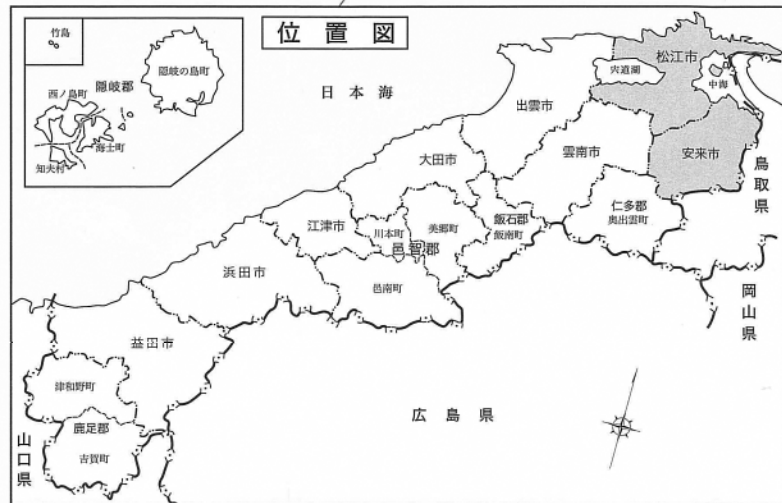 位置図
竹島
隠岐の島町
隠岐郡
西ノ島町
海士町
知夫村
日本海
松江市
宍道湖
中海
出雲市
安来市
雲南市
大田市
鳥取県
仁多郡
奥出雲町
飯石郡
飯南町
美郷町
川本町
邑智郡
江津市
邑南町
浜田市
岡山県
益田市
津和野町
広島県
鹿足郡
吉賀町
山口県